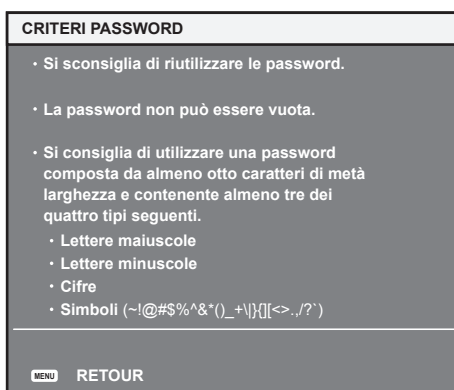 CRITERI PASSWORD
• Si sconsiglia di riutilizzare le password.
• La password non può essere vuota.
• Si consiglia di utilizzare una password
composta da almeno otto caratteri di metà
larghezza e contenente almeno tre dei
quattro tipi seguenti.
• Lettere maiuscole
• Lettere minuscole
• Cifre
• Simboli (~!@#$%^&*()_+\|}{][<>.,/?`)
MENU RETOUR